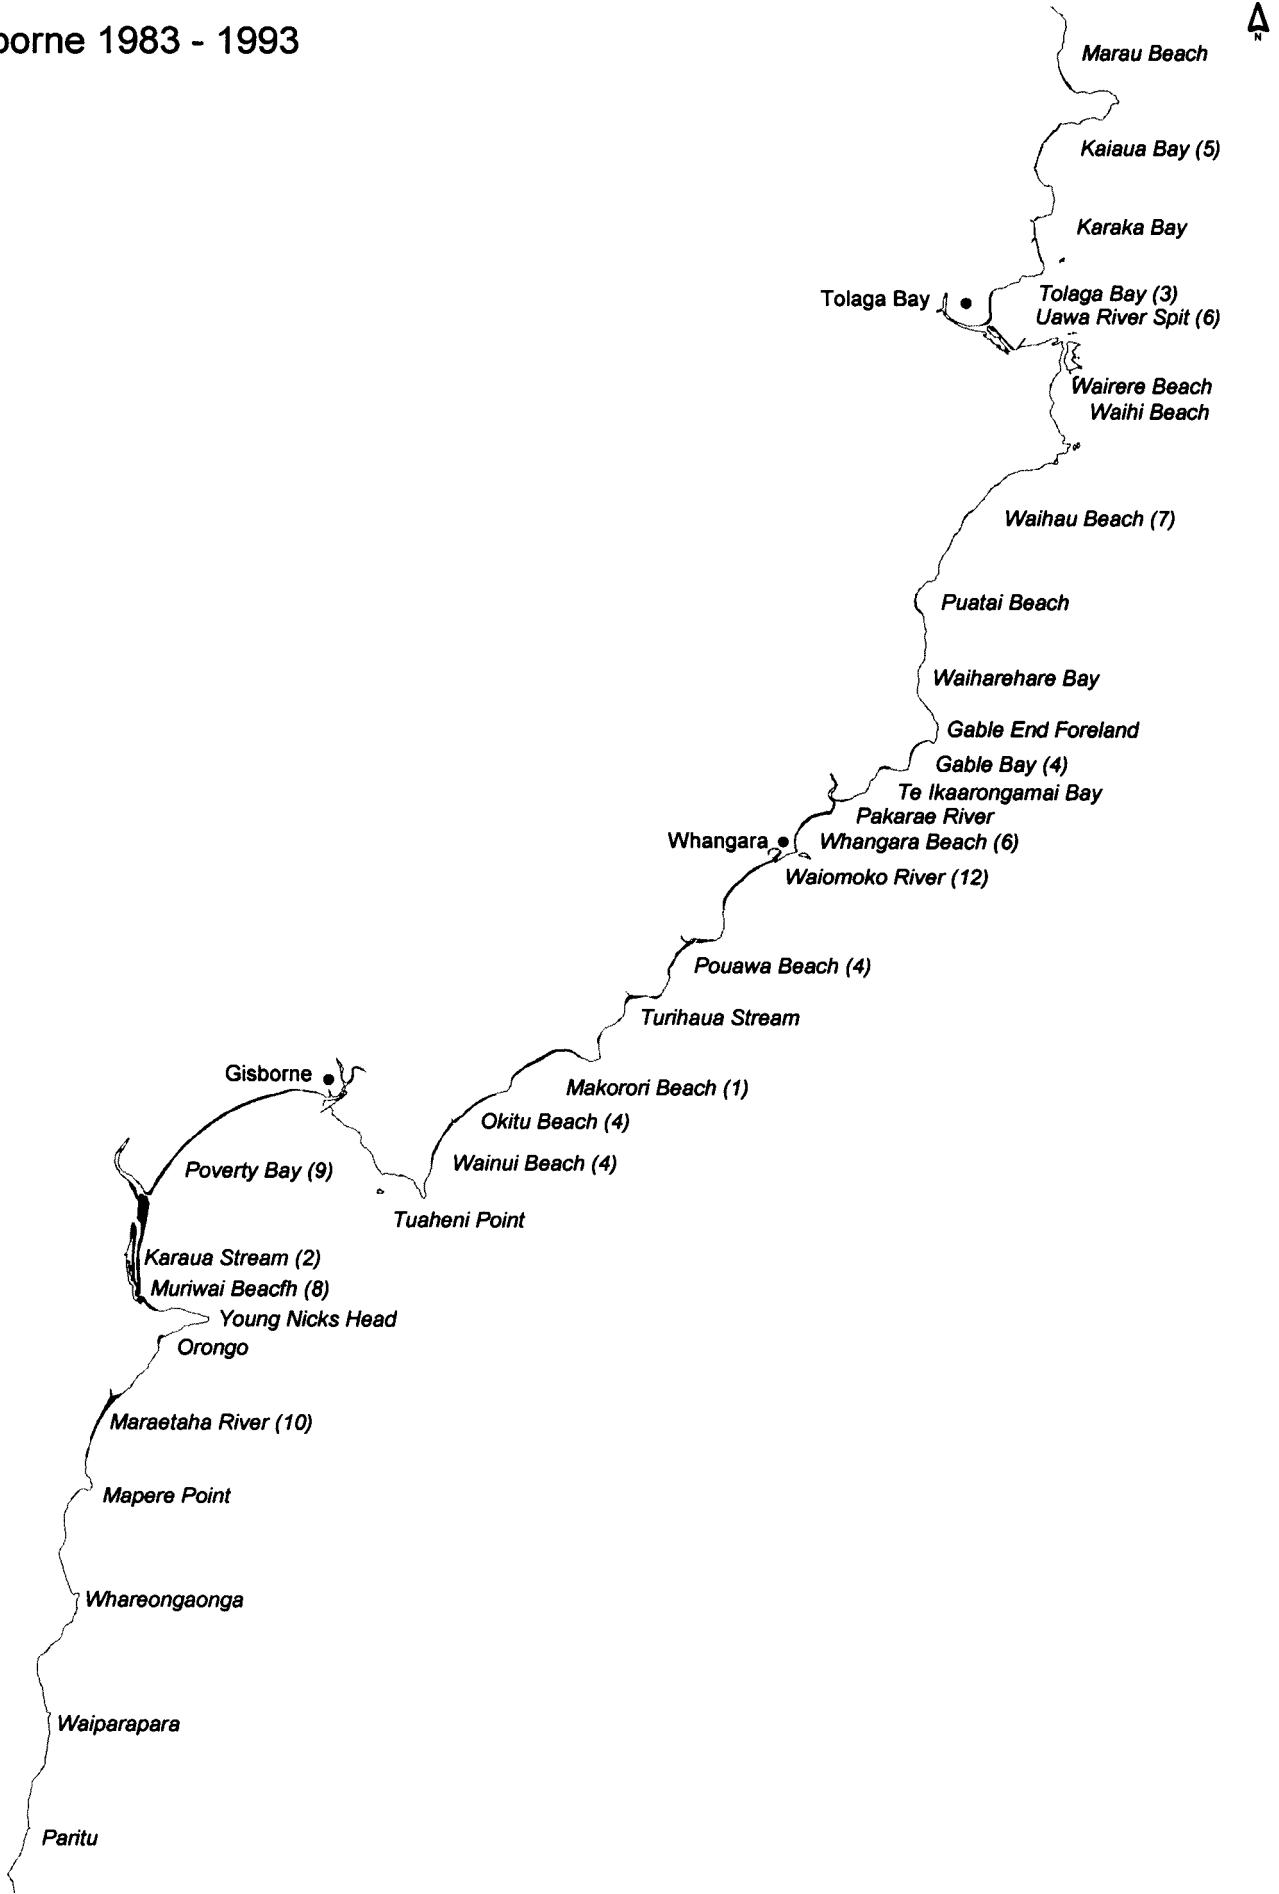 borne 1983 - 1993
N
Marau Beach
Kaiaua Bay (5)
Karaka Bay
Tolaga Bay
Tolaga Bay (3)
Uawa River Spit (6)
Wairere Beach
Waihi Beach
Waihau Beach (7)
Puatai Beach
Waiharehare Bay
Gable End Foreland
Gable Bay (4)
Te Ikaarongamai Bay
Pakarae River
Whangara
Whangara Beach (6)
Waiomoko River (12)
Pouawa Beach (4)
Turihaua Stream
Gisborne
Makorori Beach (1)
Okitu Beach (4)
Wainui Beach (4)
Poverty Bay (9)
Tuaheni Point
Karaua Stream (2)
Muriwai Beacfh (8)
Young Nicks Head
Orongo
Maraetaha River (10)
Mapere Point
Whareongaonga
Waiparapara
Paritu